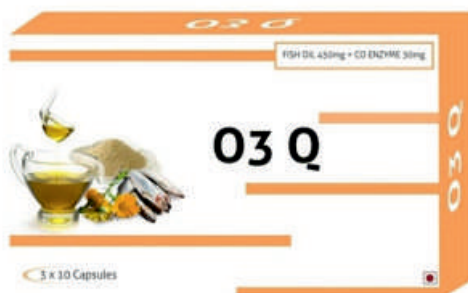 O3 Q
FISH OIL 450mg + CO ENZYME 30mg
O3 Q
O3 Q
3 x 10 Capsules